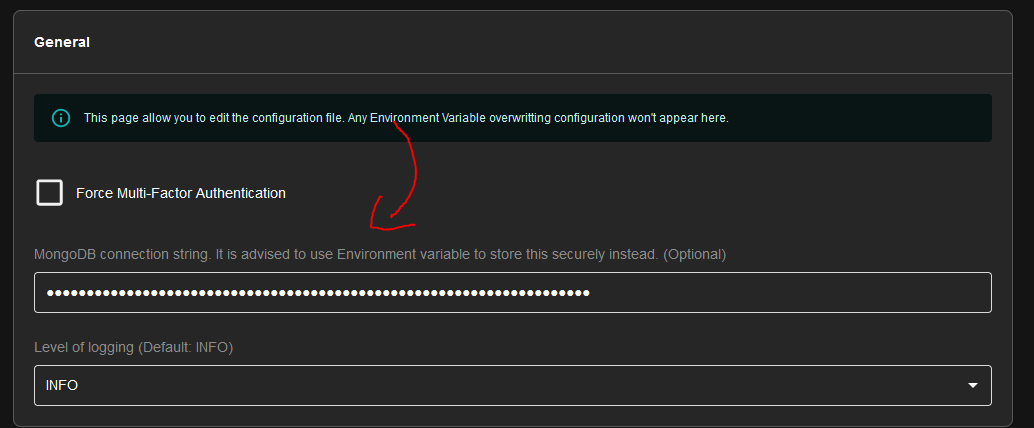 General
This page allow you to edit the configuration file. Any Environment Variable overwritting configuration won't appear here.
Force Multi-Factor Authentication
MongoDB connection string. It is advised to use Environment variable to store this securely instead. (Optional)
••••••••••••••••••••••••••••••••••••••••••••••••••••••••••••••••••••
Level of logging (Default: INFO)
INFO